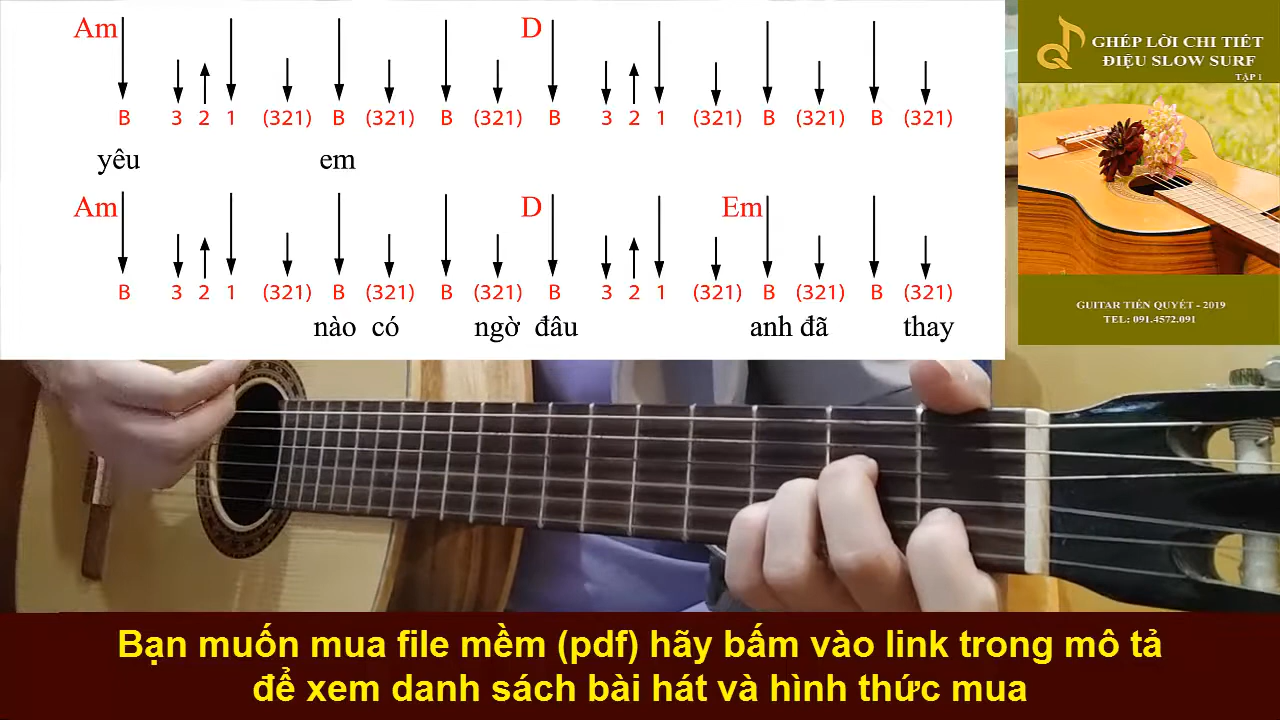 Am D
B 3 2 1 (321) B (321) B (321) B 3 2 1 (321) B (321) B (321)
yêu em
Am D Em
B 3 2 1 (321) B (321) B (321) B 3 2 1 (321) B (321) B (321)
nào có ngờ đâu anh đã thay
GHÉP LỜI CHI TIẾT
ĐIỆU SLOW SURF
TẬP 1
GUITAR TIẾN QUYẾT - 2019
TEL: 091.4572.091
Bạn muốn mua file mềm (pdf) hãy bấm vào link trong mô tả
để xem danh sách bài hát và hình thức mua